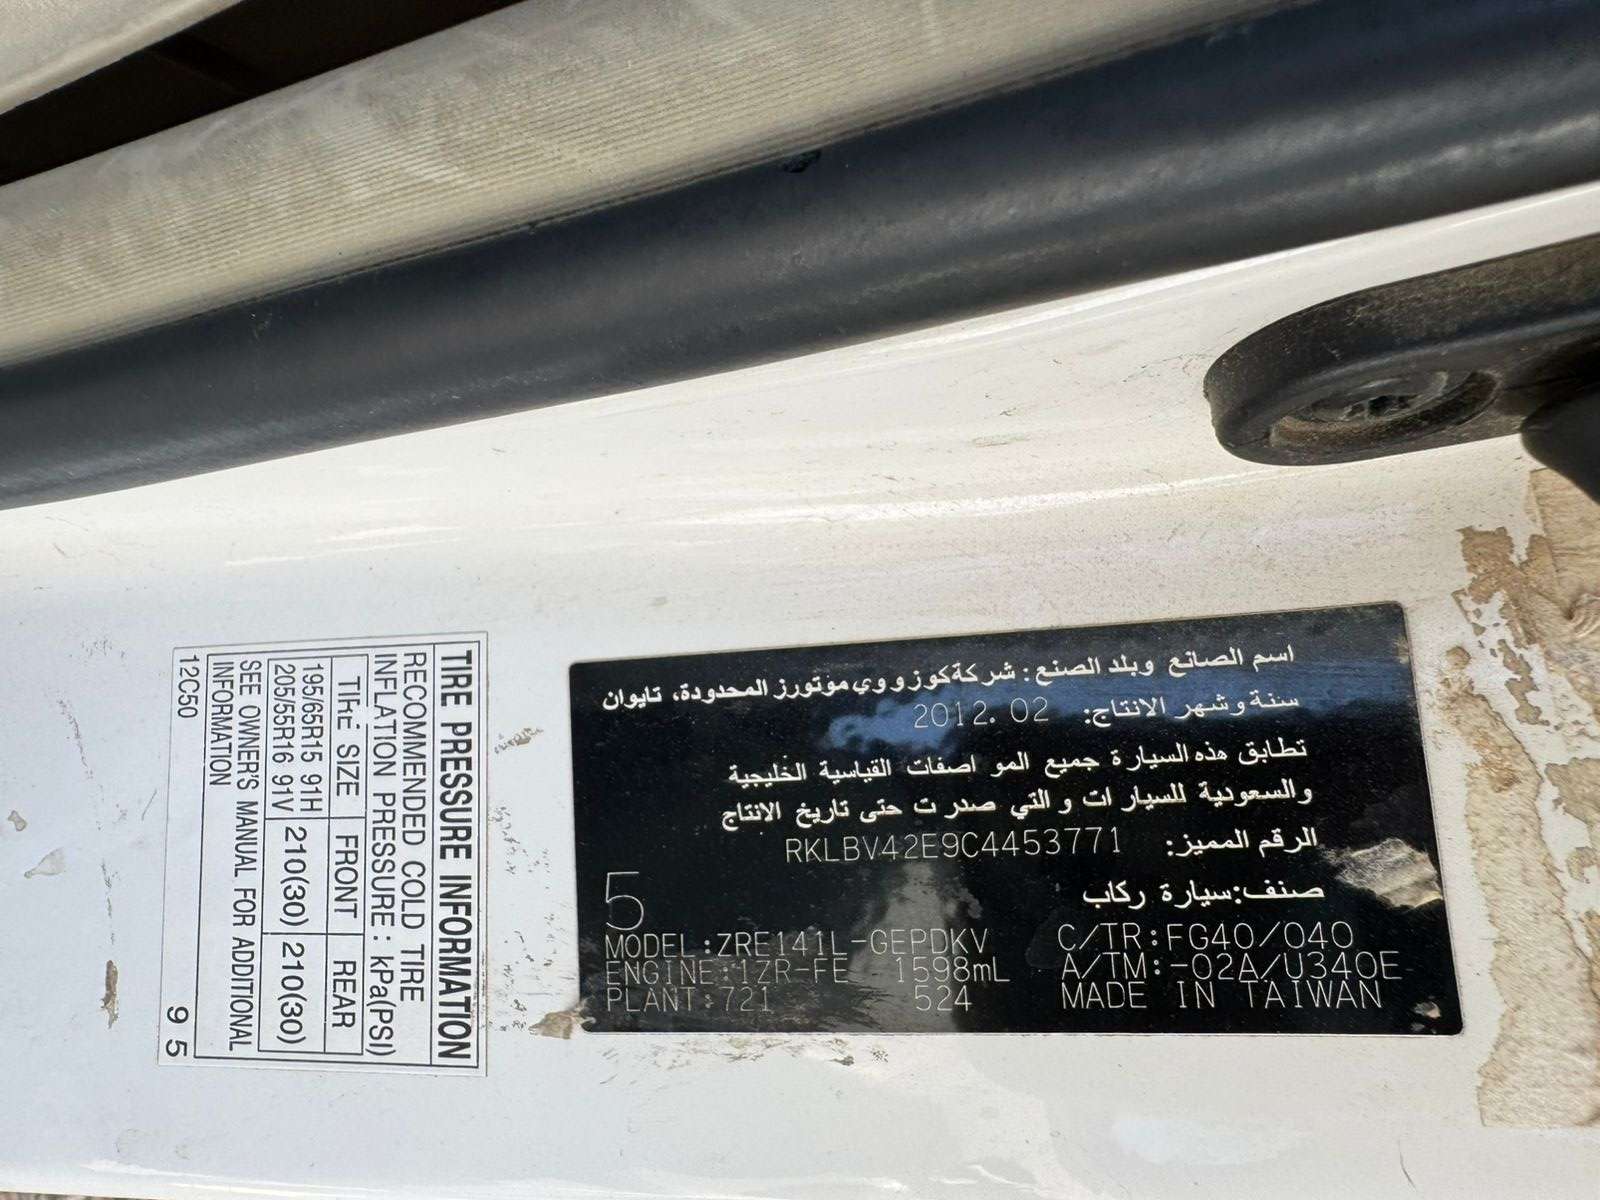 اسم الصانع وبلد الصنع: شركة كوزووي موتورز المحدودة، تايوان
سنة وشهر الانتاج: 2012.02
تطابق هذه السيارة جميع المواصفات القياسية الخليجية
والسعودية للسيارات والتي صدرت حتى تاريخ الانتاج
الرقم المميز: RKLBV42E9C4453771
صنف: سيارة ركاب
5
MODEL:ZRE141L-GEPDKV C/TR:FG40/040
ENGINE:1ZR-FE 1598mL A/TM:-02A/U340E
PLANT:721 524 MADE IN TAIWAN
TIRE PRESSURE INFORMATION
RECOMMENDED COLD TIRE
INFLATION PRESSURE: kPa(PSI)
TIRE SIZE FRONT REAR
195/65R15 91H 210(30) 210(30)
205/55R16 91V
SEE OWNER'S MANUAL FOR ADDITIONAL
INFORMATION
12C50 9 5